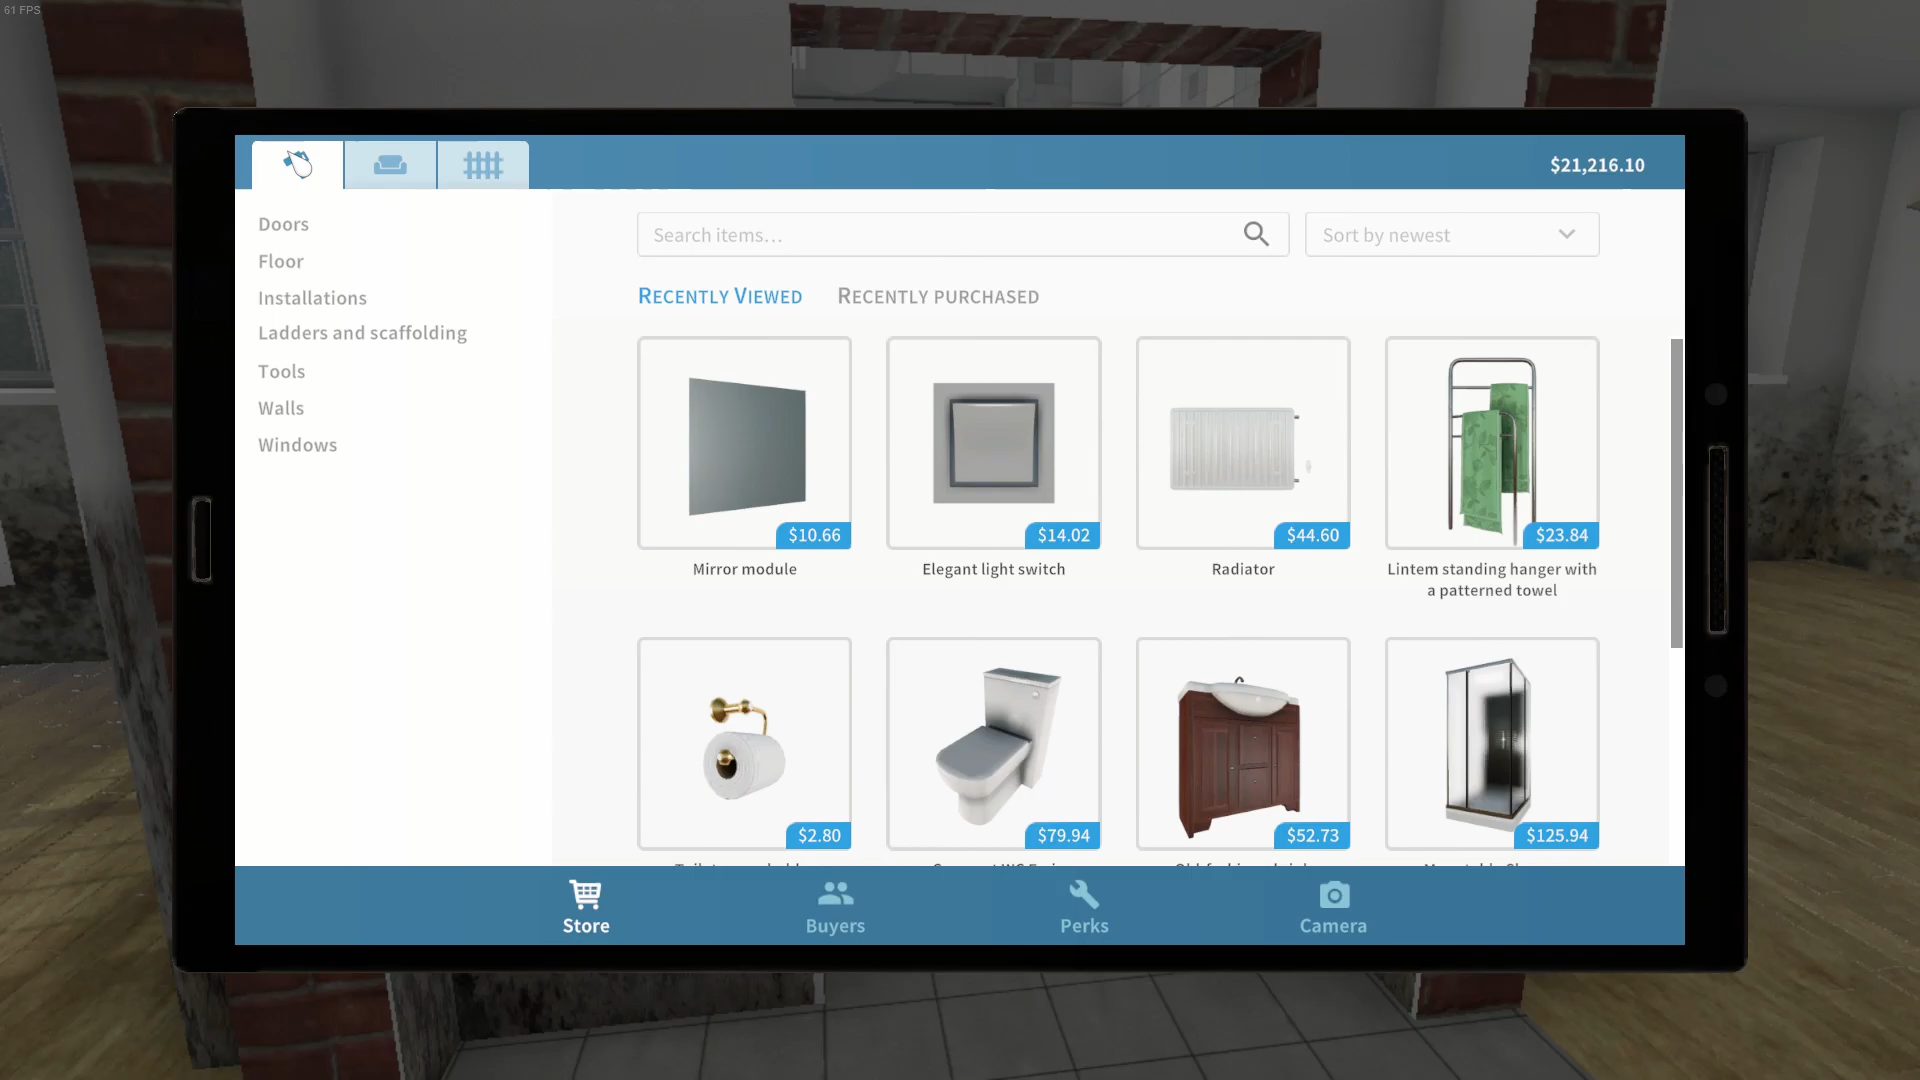 61 FPS
$21,216.10
Doors
Floor
Installations
Ladders and scaffolding
Tools
Walls
Windows
Search items...
Sort by newest
RECENTLY VIEWED
RECENTLY PURCHASED
$10.66
$14.02
$44.60
$23.84
Mirror module
Elegant light switch
Radiator
Lintem standing hanger with
a patterned towel
$2.80
$79.94
$52.73
$125.94
Store
Buyers
Perks
Camera